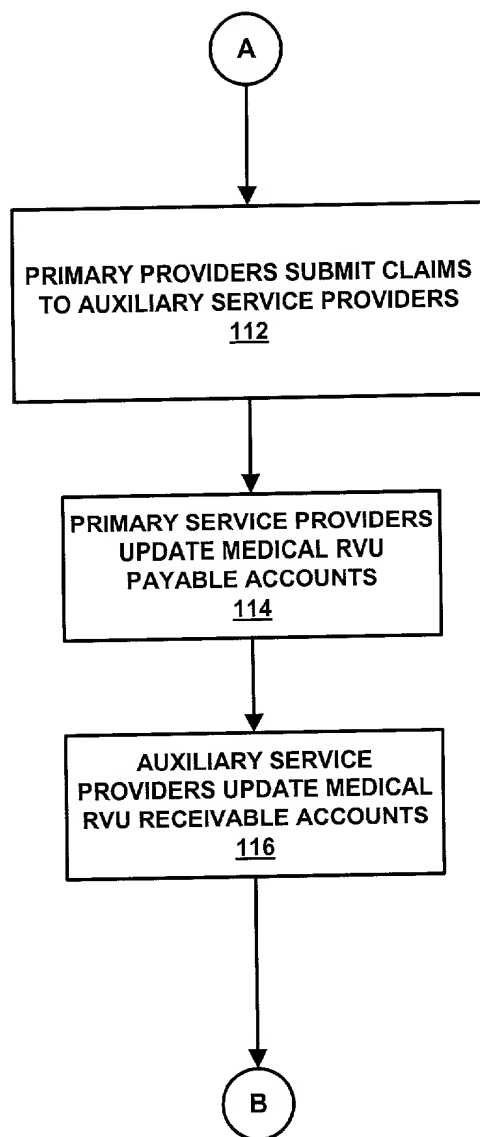 A
PRIMARY PROVIDERS SUBMIT CLAIMS
TO AUXILIARY SERVICE PROVIDERS
112
PRIMARY SERVICE PROVIDERS
UPDATE MEDICAL RVU
PAYABLE ACCOUNTS
114
AUXILIARY SERVICE
PROVIDERS UPDATE MEDICAL
RVU RECEIVABLE ACCOUNTS
116
B